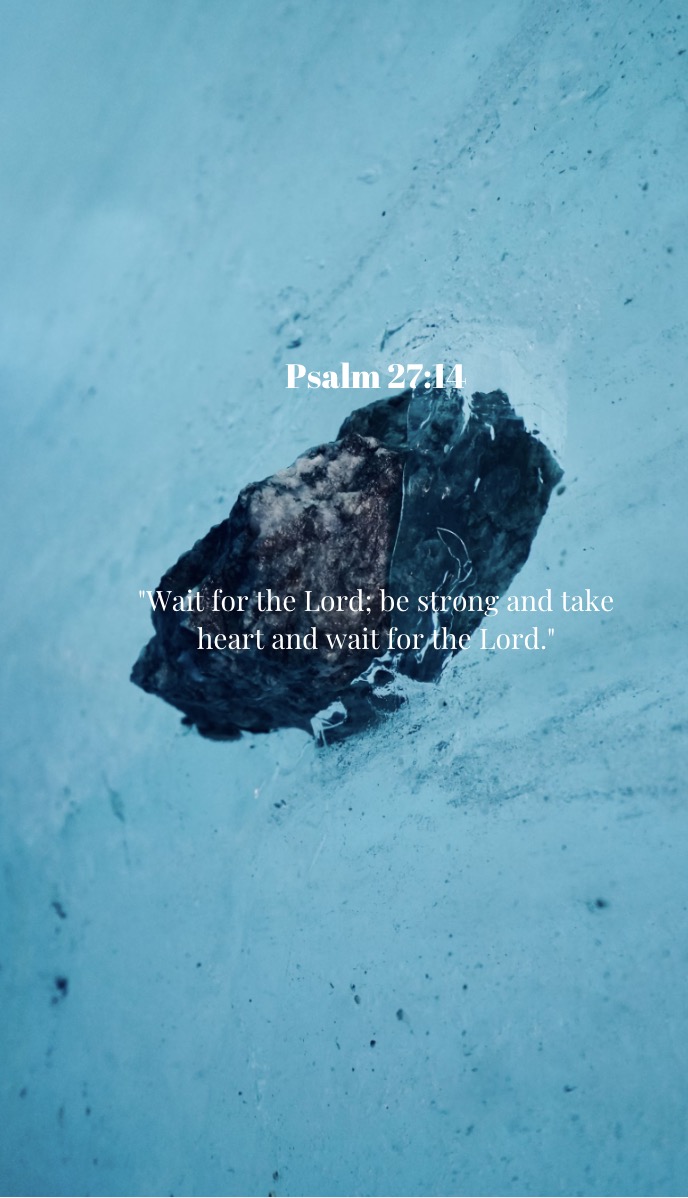 Psalm 27:14
"Wait for the Lord; be strong and take
heart and wait for the Lord."